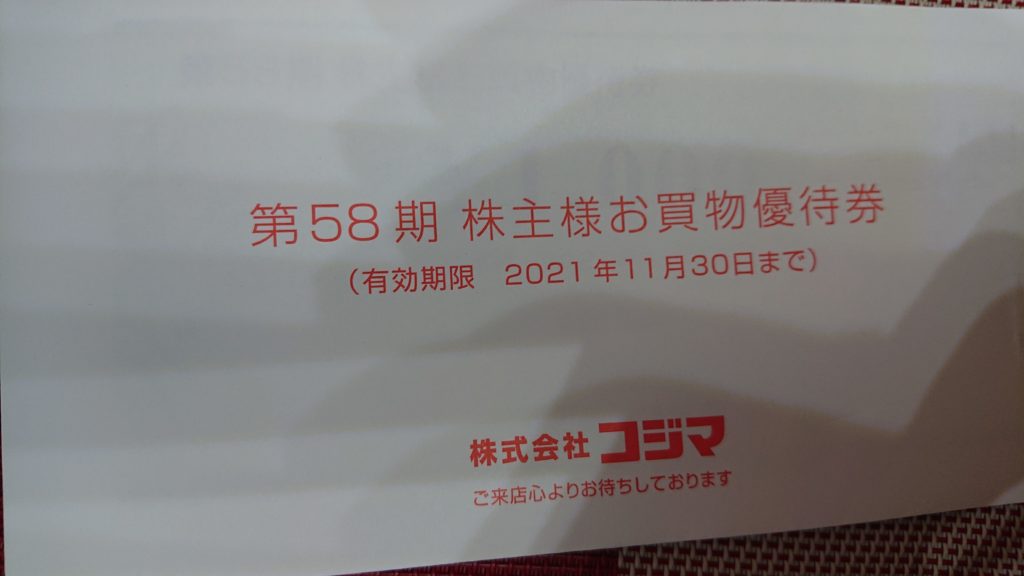 第58期 株主様お買物優待券
（有効期限 2021年11月30日まで）
株式会社 コジマ
ご来店心よりお待ちしております